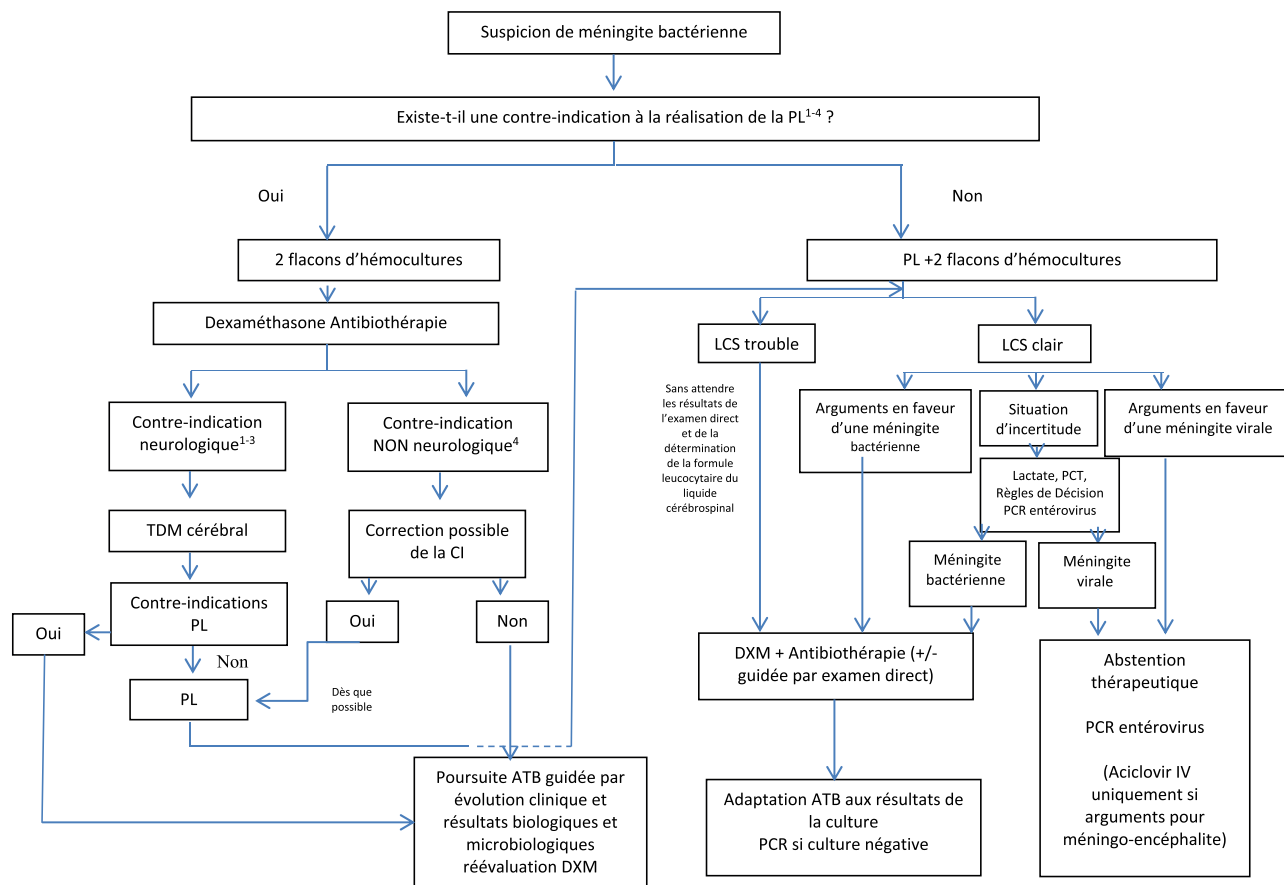 Suspicion de méningite bactérienne
Existe-t-il une contre-indication à la réalisation de la PL1-4 ?
Oui
Non
2 flacons d’hémocultures
PL +2 flacons d’hémocultures
Dexaméthasone Antibiothérapie
LCS trouble
LCS clair
Contre-indication
neurologique1-3
Contre-indication
NON neurologique4
Sans attendre
les résultats de
l’examen direct
et de la
détermination
de la formule
leucocytaire du
liquide
cérébrospinal
Arguments en faveur
d’une méningite
bactérienne
Situation
d’incertitude
Arguments en faveur
d’une méningite virale
Lactate, PCT,
Règles de Décision
PCR entérovirus
TDM cérébral
Correction possible
de la CI
Méningite
bactérienne
Méningite
virale
Contre-indications
PL
Oui
Oui
Non
Non
PL
Dès que
possible
DXM + Antibiothérapie (+/-
guidée par examen direct)
Abstention
thérapeutique
PCR entérovirus
(Aciclovir IV
uniquement si
arguments pour
méningo-encéphalite)
Poursuite ATB guidée par
évolution clinique et
résultats biologiques et
microbiologiques
réévaluation DXM
Adaptation ATB aux résultats de
la culture
PCR si culture négative